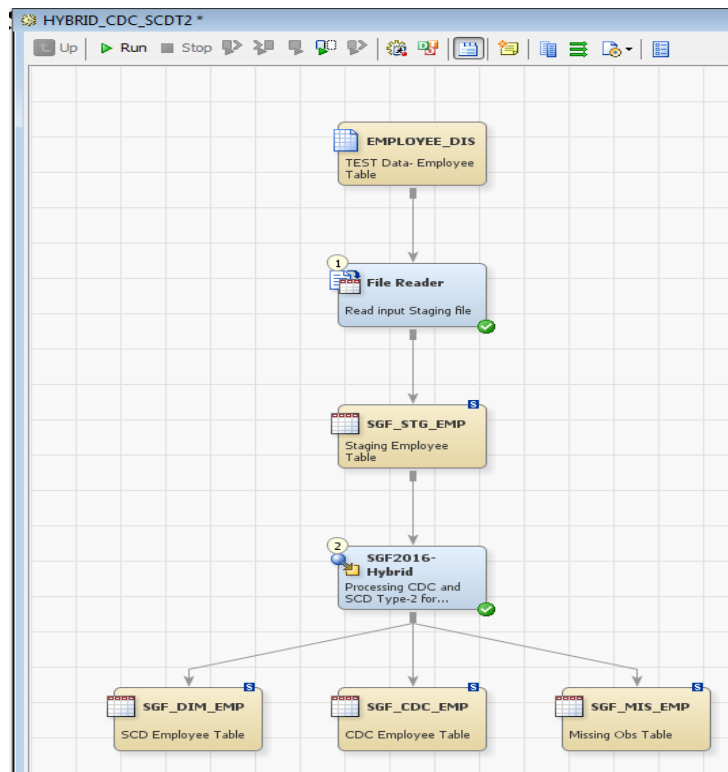 HYBRID_CDC_SCDT2 *
Up Run Stop
EMPLOYEE_DIS
TEST Data- Employee
Table
1
File Reader
Read input Staging file
S
SGF_STG_EMP
Staging Employee
Table
2
SGF2016-
Hybrid
Processing CDC and
SCD Type-2 for...
S
SGF_DIM_EMP
SCD Employee Table
S
SGF_CDC_EMP
CDC Employee Table
S
SGF_MIS_EMP
Missing Obs Table